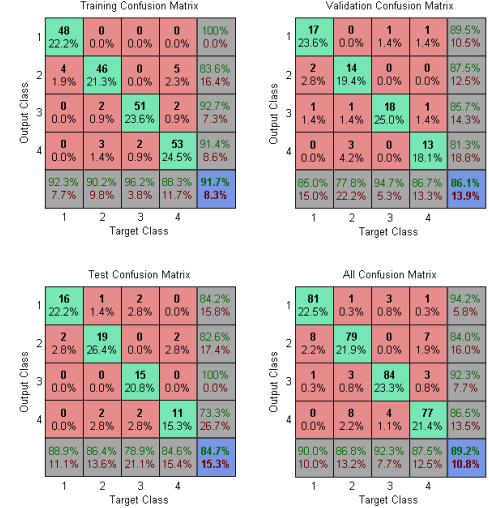 Training Confusion Matrix
1 48 0 0 0 100%
22.2% 0.0% 0.0% 0.0% 0.0%
2 4 46 0 5 83.6%
1.9% 21.3% 0.0% 2.3% 16.4%
3 0 2 51 2 92.7%
0.0% 0.9% 23.6% 0.9% 7.3%
4 0 3 2 53 91.4%
0.0% 1.4% 0.9% 24.5% 8.6%
92.3% 90.2% 96.2% 88.3% 91.7%
7.7% 9.8% 3.8% 11.7% 8.3%
1 2 3 4
Target Class
Output Class
Validation Confusion Matrix
1 17 0 1 1 89.5%
23.6% 0.0% 1.4% 1.4% 10.5%
2 2 14 0 0 87.5%
2.8% 19.4% 0.0% 0.0% 12.5%
3 1 1 18 1 85.7%
1.4% 1.4% 25.0% 1.4% 14.3%
4 0 3 0 13 81.3%
0.0% 4.2% 0.0% 18.1% 18.8%
85.0% 77.8% 94.7% 86.7% 86.1%
15.0% 22.2% 5.3% 13.3% 13.9%
1 2 3 4
Target Class
Output Class
Test Confusion Matrix
1 16 1 2 0 84.2%
22.2% 1.4% 2.8% 0.0% 15.8%
2 2 19 0 2 82.6%
2.8% 26.4% 0.0% 2.8% 17.4%
3 0 0 15 0 100%
0.0% 0.0% 20.8% 0.0% 0.0%
4 0 2 2 11 73.3%
0.0% 2.8% 2.8% 15.3% 26.7%
88.9% 86.4% 78.9% 84.6% 84.7%
11.1% 13.6% 21.1% 15.4% 15.3%
1 2 3 4
Target Class
Output Class
All Confusion Matrix
1 81 1 3 1 94.2%
22.5% 0.3% 0.8% 0.3% 5.8%
2 8 79 0 7 84.0%
2.2% 21.9% 0.0% 1.9% 16.0%
3 1 3 84 3 92.3%
0.3% 0.8% 23.3% 0.8% 7.7%
4 0 8 4 77 86.5%
0.0% 2.2% 1.1% 21.4% 13.5%
90.0% 86.8% 92.3% 87.5% 89.2%
10.0% 13.2% 7.7% 12.5% 10.8%
1 2 3 4
Target Class
Output Class